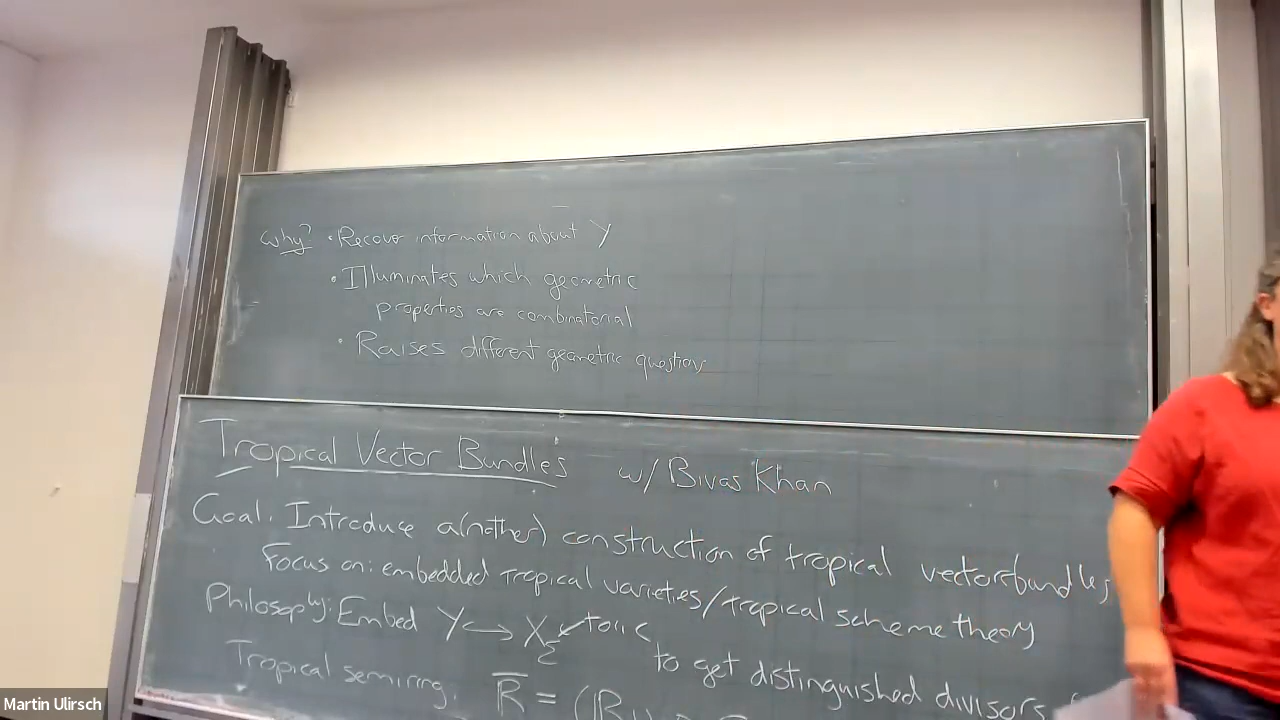 Why? · Recover information about Y
· Illuminates which geometric
properties are combinatorial
· Raises different geometric questions
Tropical Vector Bundles w/ Bivas Khan
Goal: Introduce a(nother) construction of tropical vector bundles
Focus on: embedded tropical varieties/tropical scheme theory
Philosophy: Embed Y ↪ X_Σ ← toric
to get distinguished divisors
Tropical semiring. R̄ = (ℝ
Martin Ulirsch